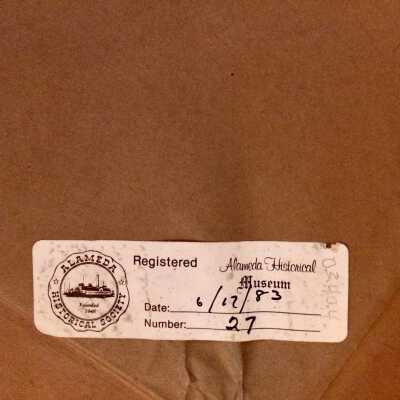 ALAMEDA HISTORICAL SOCIETY
Founded
1948
Registered
Alameda Historical
Museum
Date: 6/17/83
Number: 27